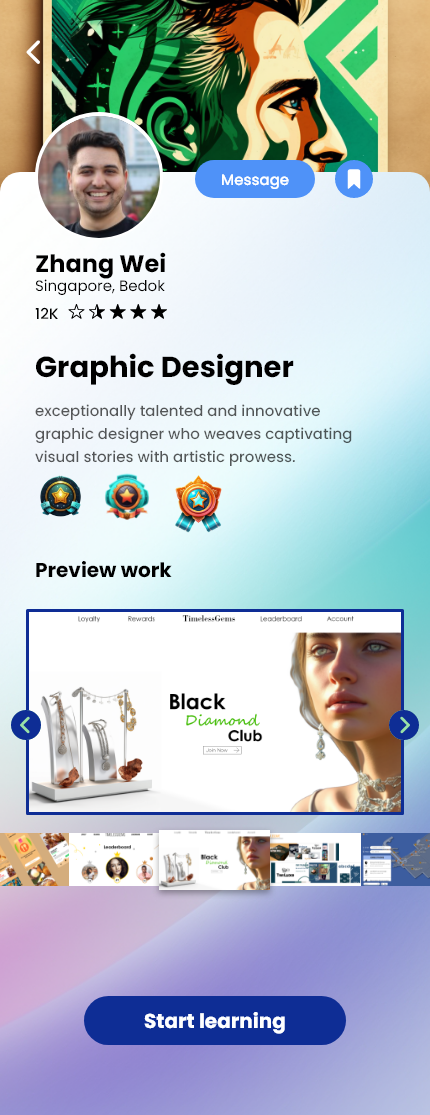 Message
Zhang Wei
Singapore, Bedok
12K
Graphic Designer
exceptionally talented and innovative
graphic designer who weaves captivating
visual stories with artistic prowess.
Preview work
Loyalty Rewards TimelessGems Leaderboard Account
Black
Diamond
Club
Join Now
Leaderboard
Black
Diamond
Club
Start learning